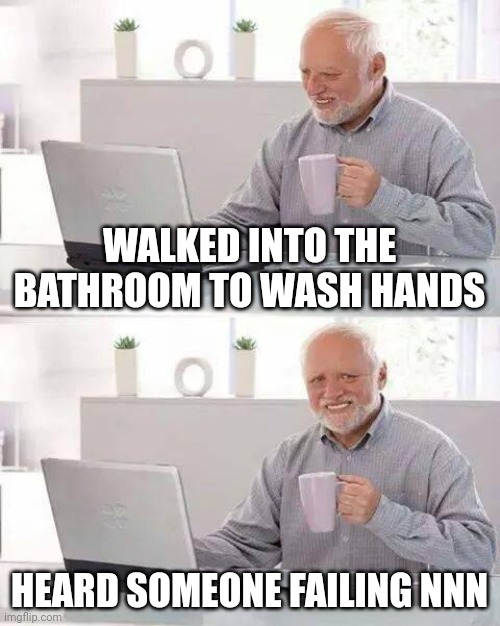 WALKED INTO THE
BATHROOM TO WASH HANDS
HEARD SOMEONE FAILING NNN
imgflip.com